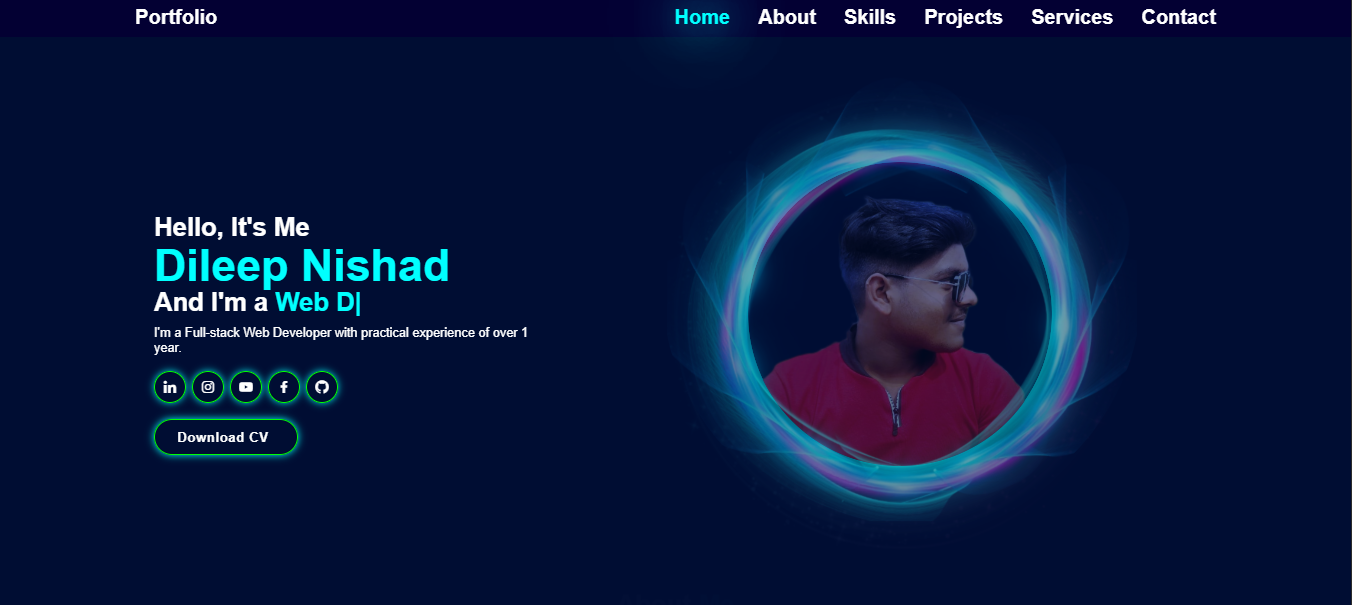 Portfolio Home About Skills Projects Services Contact
Hello, It's Me
Dileep Nishad
And I'm a Web D|
I'm a Full-stack Web Developer with practical experience of over 1
year.
Download CV